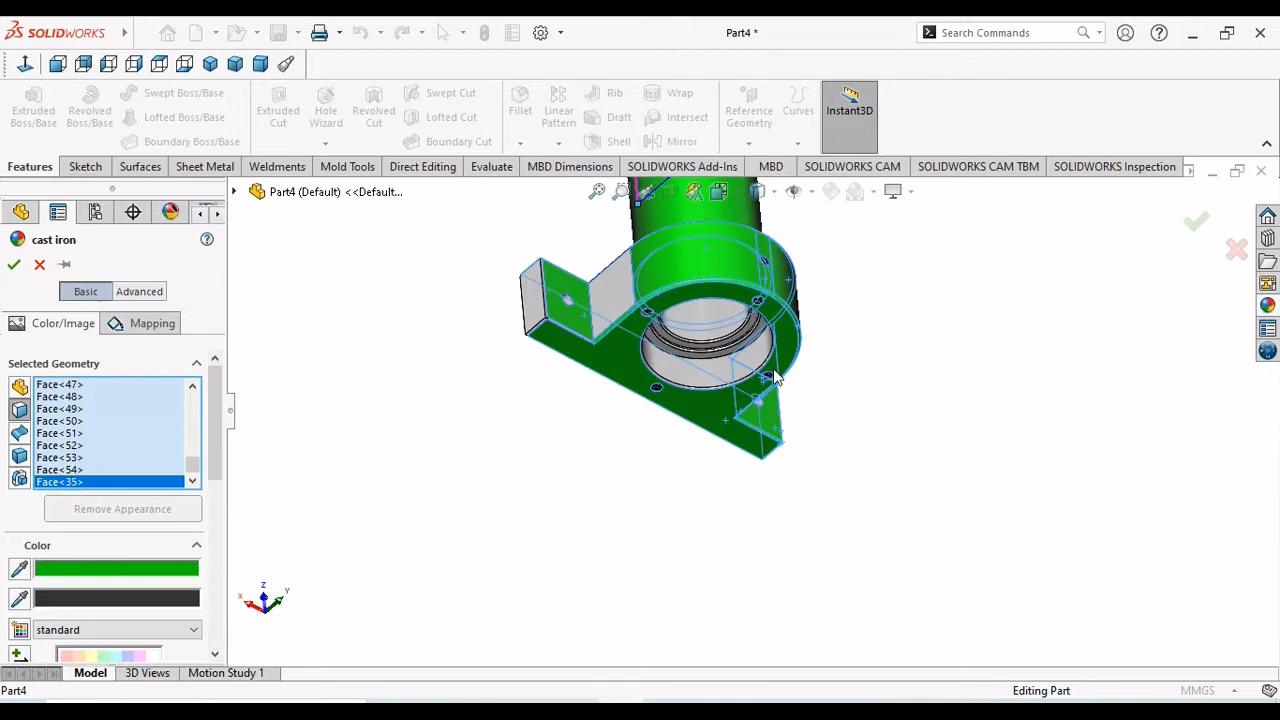 SOLIDWORKS
Part4 *
Search Commands
Extruded Boss/Base
Revolved Boss/Base
Swept Boss/Base
Lofted Boss/Base
Boundary Boss/Base
Extruded Cut
Hole Wizard
Revolved Cut
Swept Cut
Lofted Cut
Boundary Cut
Fillet
Linear Pattern
Rib
Draft
Shell
Wrap
Intersect
Mirror
Reference Geometry
Curves
Instant3D
Features
Sketch
Surfaces
Sheet Metal
Weldments
Mold Tools
Direct Editing
Evaluate
MBD Dimensions
SOLIDWORKS Add-Ins
MBD
SOLIDWORKS CAM
SOLIDWORKS CAM TBM
SOLIDWORKS Inspection
Part4 (Default) <<Default...
cast iron
Basic
Advanced
Color/Image
Mapping
Selected Geometry
Face<47>
Face<48>
Face<49>
Face<50>
Face<51>
Face<52>
Face<53>
Face<54>
Face<35>
Remove Appearance
Color
standard
X
Z
Y
Model
3D Views
Motion Study 1
Part4
Editing Part
MMGS